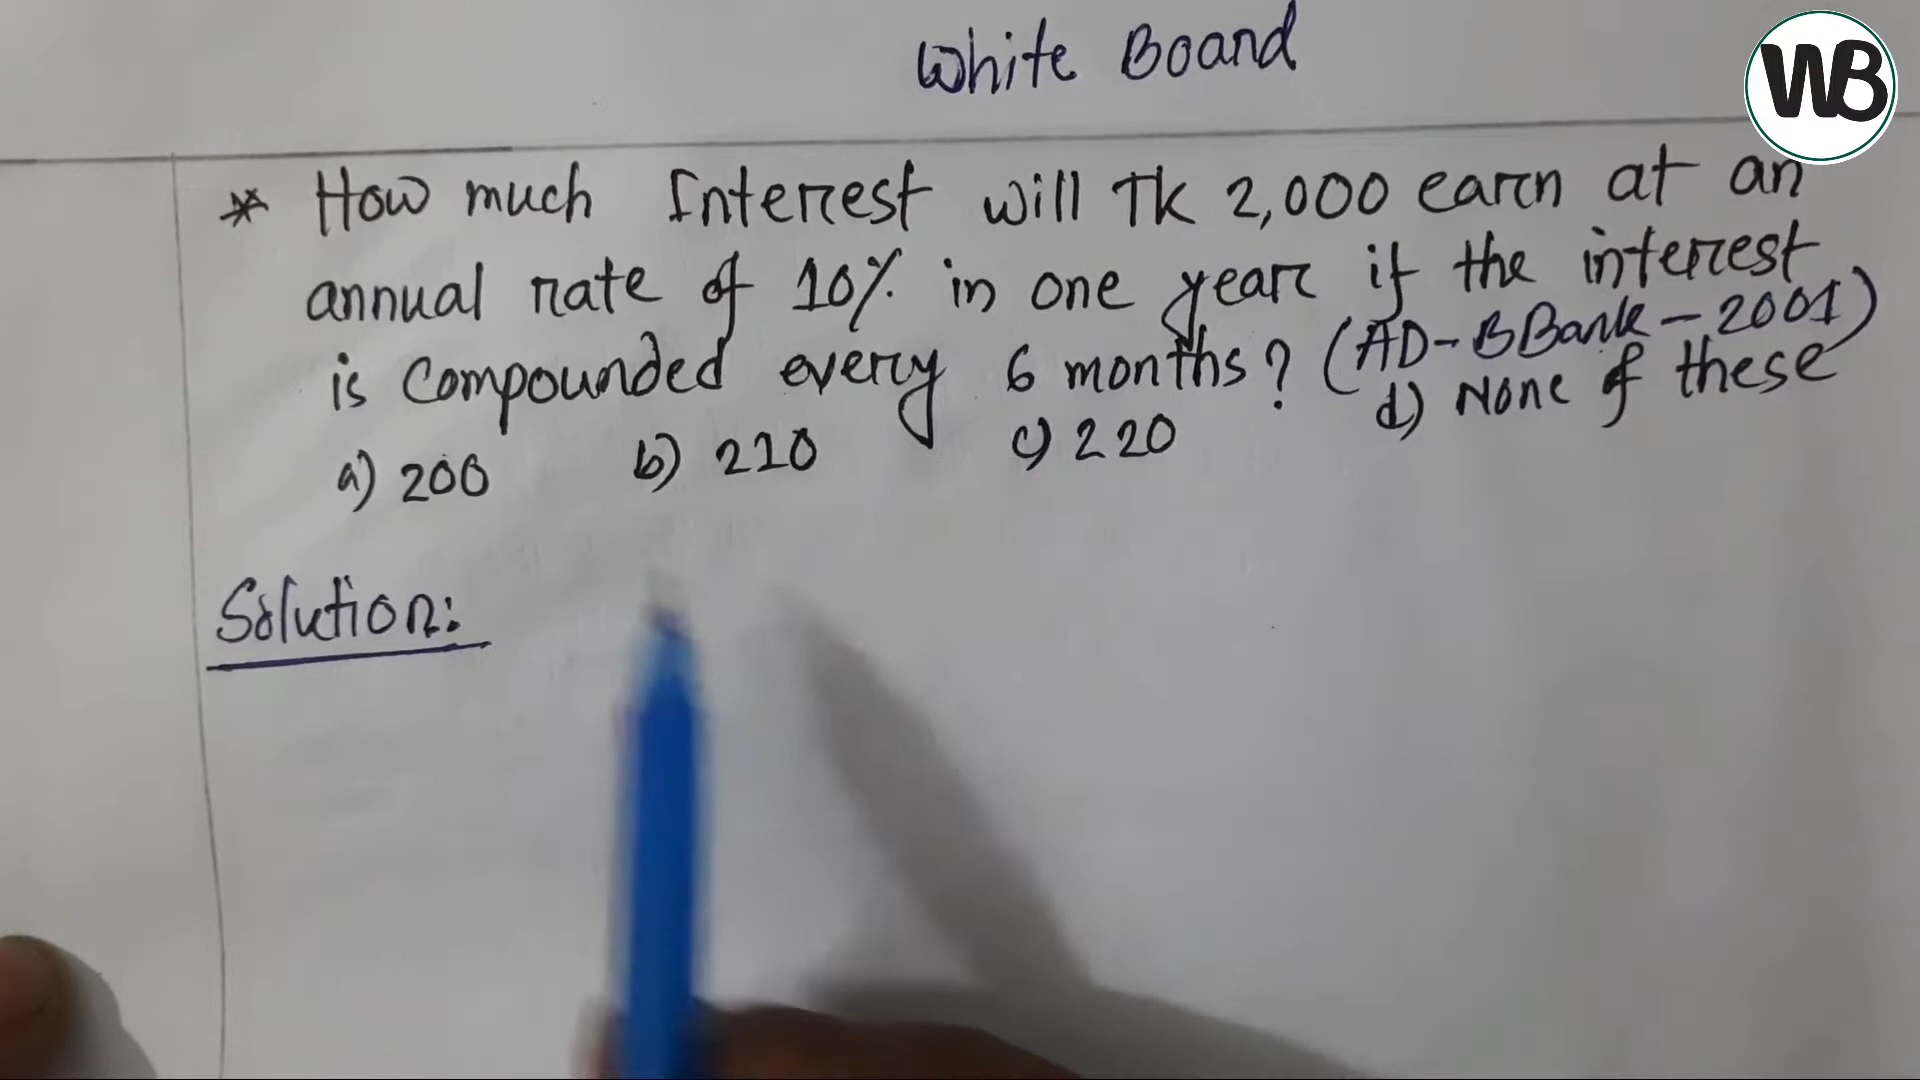 White Board
WB
* How much Interest will Tk 2,000 earn at an
annual rate of 10% in one year if the interest
is compounded every 6 months? (AD-BBank-2001)
a) 200 b) 210 c) 220 d) None of these
Solution: